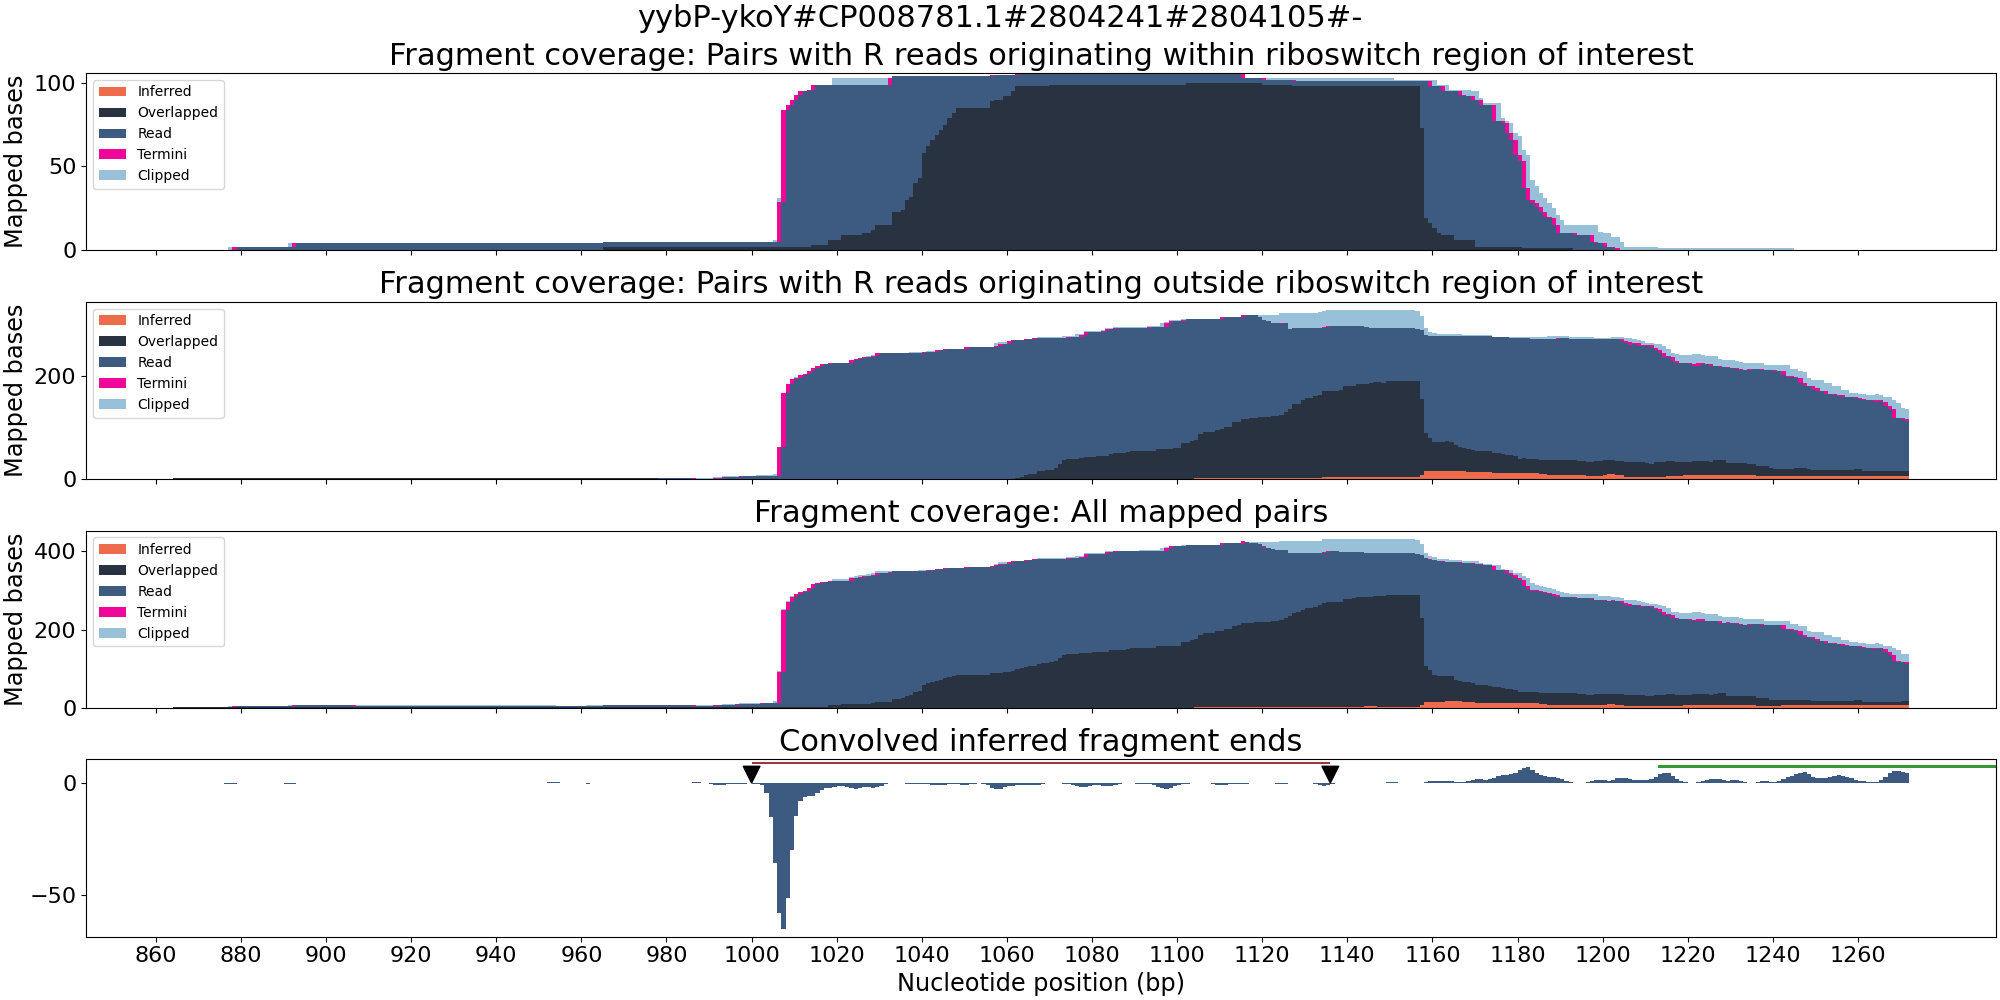 yybP-ykoY#CP008781.1#2804241#2804105#-
Fragment coverage: Pairs with R reads originating within riboswitch region of interest
Mapped bases
100
50
0
Inferred
Overlapped
Read
Termini
Clipped
Fragment coverage: Pairs with R reads originating outside riboswitch region of interest
Mapped bases
200
0
Inferred
Overlapped
Read
Termini
Clipped
Fragment coverage: All mapped pairs
Mapped bases
400
200
0
Inferred
Overlapped
Read
Termini
Clipped
Convolved inferred fragment ends
0
−50
860 880 900 920 940 960 980 1000 1020 1040 1060 1080 1100 1120 1140 1160 1180 1200 1220 1240 1260
Nucleotide position (bp)